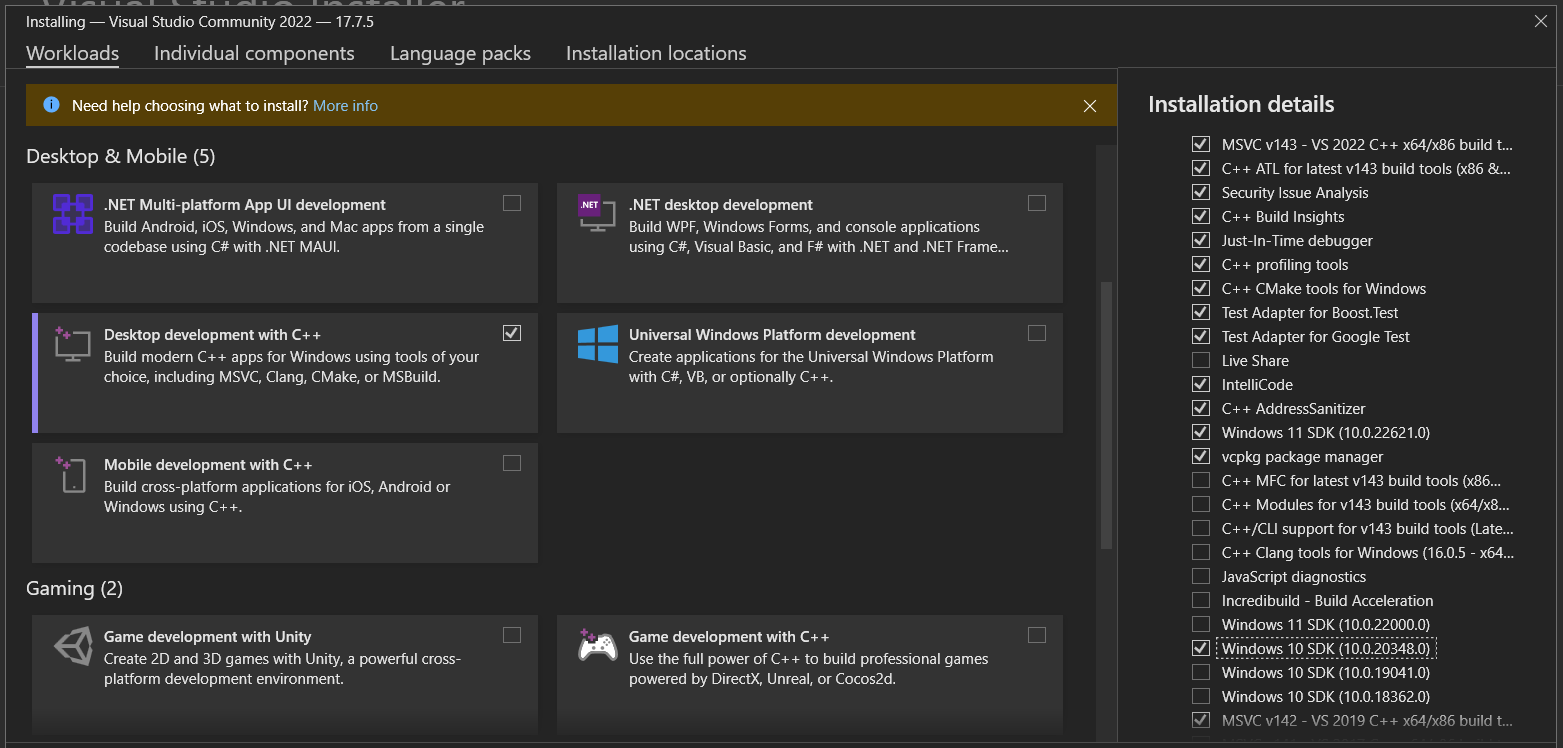 Visual Studio Installer
Installing — Visual Studio Community 2022 — 17.7.5
Workloads
Individual components
Language packs
Installation locations
Need help choosing what to install? More info
Desktop & Mobile (5)
.NET Multi-platform App UI development
Build Android, iOS, Windows, and Mac apps from a single
codebase using C# with .NET MAUI.
.NET
.NET desktop development
Build WPF, Windows Forms, and console applications
using C#, Visual Basic, and F# with .NET and .NET Frame...
Desktop development with C++
Build modern C++ apps for Windows using tools of your
choice, including MSVC, Clang, CMake, or MSBuild.
Universal Windows Platform development
Create applications for the Universal Windows Platform
with C#, VB, or optionally C++.
Mobile development with C++
Build cross-platform applications for iOS, Android or
Windows using C++.
Gaming (2)
Game development with Unity
Create 2D and 3D games with Unity, a powerful cross-
platform development environment.
Game development with C++
Use the full power of C++ to build professional games
powered by DirectX, Unreal, or Cocos2d.
Installation details
MSVC v143 - VS 2022 C++ x64/x86 build t...
C++ ATL for latest v143 build tools (x86 &...
Security Issue Analysis
C++ Build Insights
Just-In-Time debugger
C++ profiling tools
C++ CMake tools for Windows
Test Adapter for Boost.Test
Test Adapter for Google Test
Live Share
IntelliCode
C++ AddressSanitizer
Windows 11 SDK (10.0.22621.0)
vcpkg package manager
C++ MFC for latest v143 build tools (x86...
C++ Modules for v143 build tools (x64/x8...
C++/CLI support for v143 build tools (Late...
C++ Clang tools for Windows (16.0.5 - x64...
JavaScript diagnostics
Incredibuild - Build Acceleration
Windows 11 SDK (10.0.22000.0)
Windows 10 SDK (10.0.20348.0)
Windows 10 SDK (10.0.19041.0)
Windows 10 SDK (10.0.18362.0)
MSVC v142 - VS 2019 C++ x64/x86 build t...